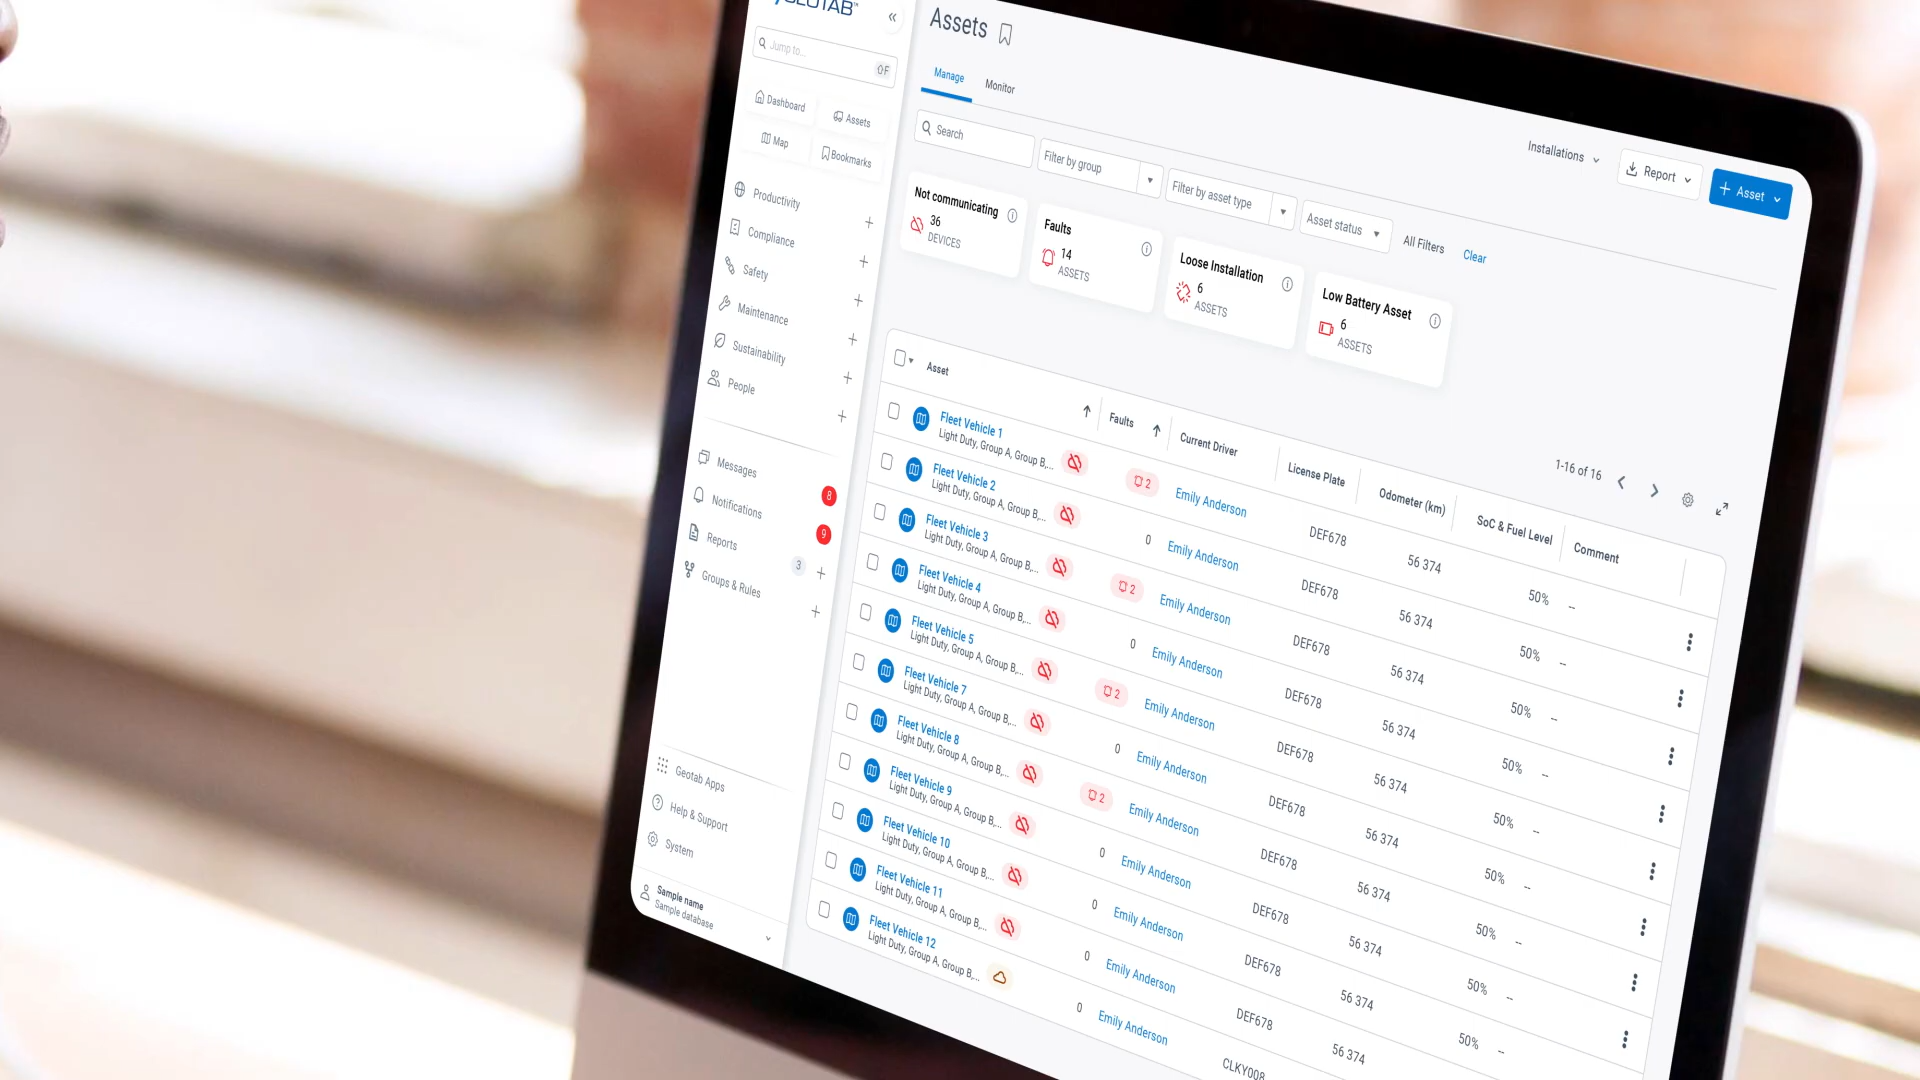 GEOTAB™
Jump to...
Dashboard
Assets
Map
Bookmarks
Productivity
Compliance
Safety
Maintenance
Sustainability
People
Messages
8
Notifications
9
Reports
3
Groups & Rules
Geotab Apps
Help & Support
System
Sample name
Sample database
Assets
Manage
Monitor
Installations
Report
+ Asset
Search
Filter by group
Filter by asset type
Asset status
All Filters
Clear
Not communicating
36
DEVICES
Faults
14
ASSETS
Loose Installation
6
ASSETS
Low Battery Asset
6
ASSETS
1-16 of 16
Asset Faults Current Driver License Plate Odometer (km) SoC & Fuel Level Comment
Fleet Vehicle 1
Light Duty, Group A, Group B,... 2 Emily Anderson DEF678 56 374 50% --
Fleet Vehicle 2
Light Duty, Group A, Group B,... 0 Emily Anderson DEF678 56 374 50% --
Fleet Vehicle 3
Light Duty, Group A, Group B,... 2 Emily Anderson DEF678 56 374 50% --
Fleet Vehicle 4
Light Duty, Group A, Group B,... 0 Emily Anderson DEF678 56 374 50% --
Fleet Vehicle 5
Light Duty, Group A, Group B,... 2 Emily Anderson DEF678 56 374 50% --
Fleet Vehicle 7
Light Duty, Group A, Group B,... 0 Emily Anderson DEF678 56 374 50% --
Fleet Vehicle 8
Light Duty, Group A, Group B,... 2 Emily Anderson DEF678 56 374 50% --
Fleet Vehicle 9
Light Duty, Group A, Group B,... 0 Emily Anderson DEF678 56 374 50% --
Fleet Vehicle 10
Light Duty, Group A, Group B,... 0 Emily Anderson DEF678 56 374 50% --
Fleet Vehicle 11
Light Duty, Group A, Group B,... 0 Emily Anderson DEF678 56 374
Fleet Vehicle 12
Light Duty, Group A, Group B,... 0 Emily Anderson CLKY008